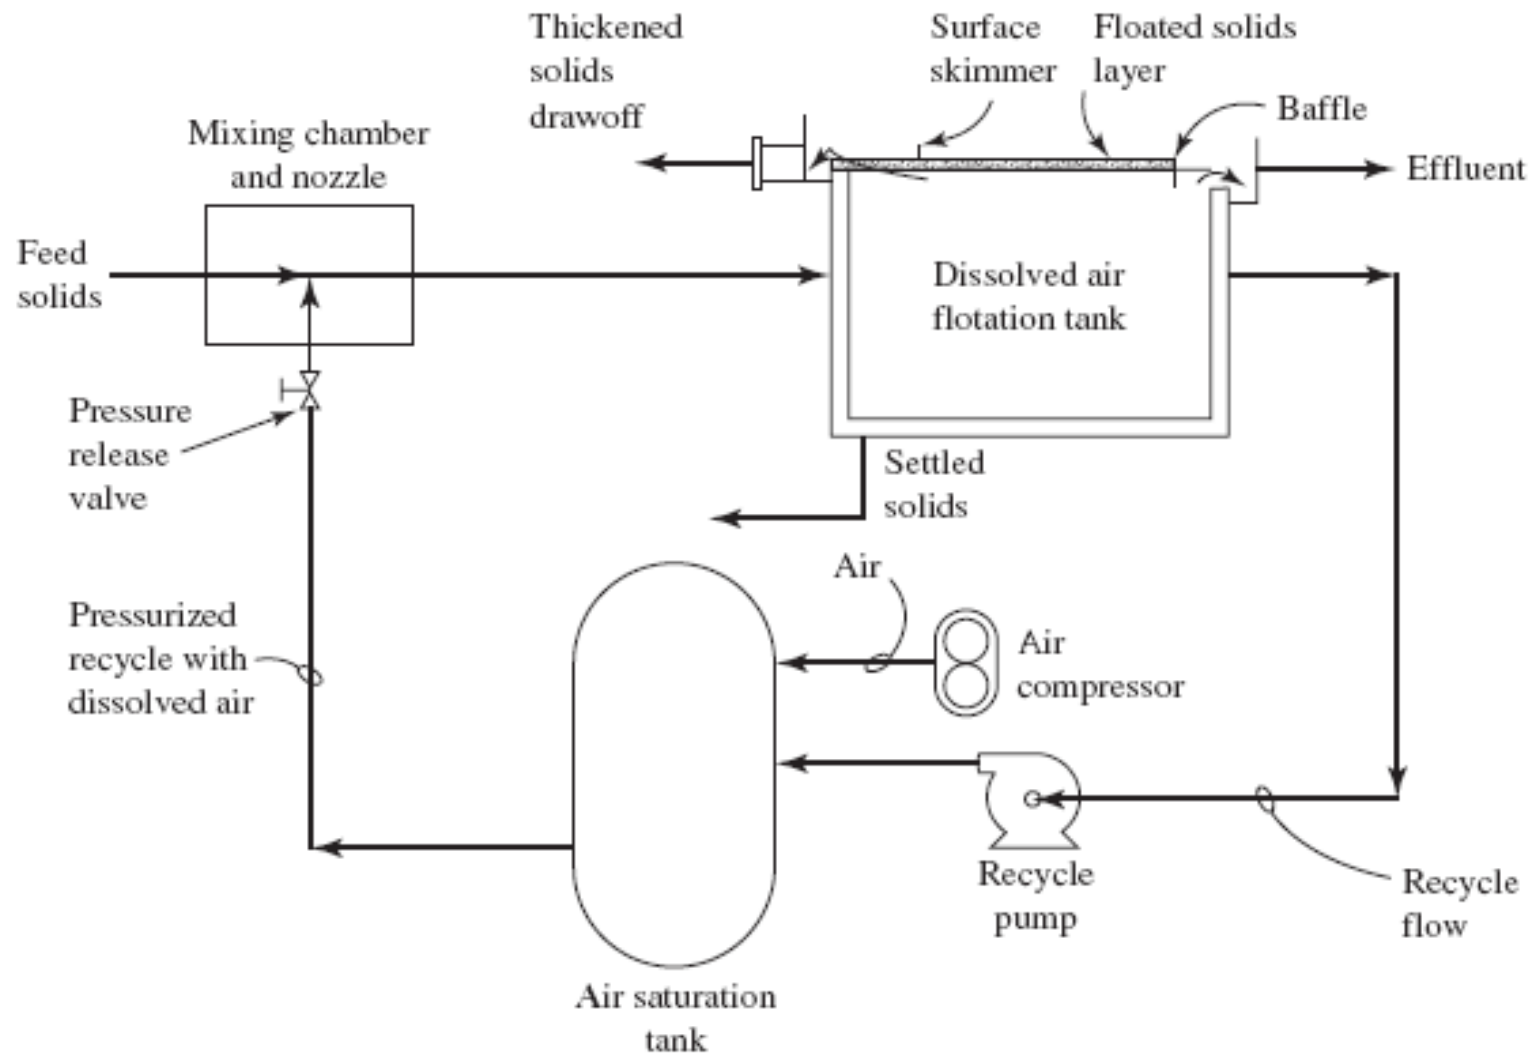 Thickened
solids
drawoff
Surface
skimmer
Floated solids
layer
Baffle
Effluent
Mixing chamber
and nozzle
Feed
solids
Dissolved air
flotation tank
Pressure
release
valve
Settled
solids
Air
Air
compressor
Pressurized
recycle with
dissolved air
Recycle
pump
Recycle
flow
Air saturation
tank